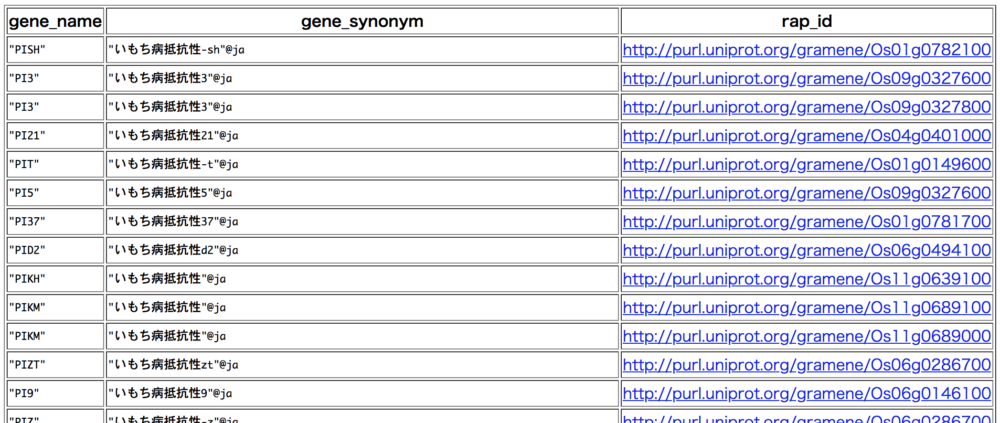 gene_name gene_synonym rap_id
"PISH" "いもち病抵抗性-sh"@ja http://purl.uniprot.org/gramene/Os01g0782100
"PI3" "いもち病抵抗性3"@ja http://purl.uniprot.org/gramene/Os09g0327600
"PI3" "いもち病抵抗性3"@ja http://purl.uniprot.org/gramene/Os09g0327800
"PI21" "いもち病抵抗性21"@ja http://purl.uniprot.org/gramene/Os04g0401000
"PIT" "いもち病抵抗性-t"@ja http://purl.uniprot.org/gramene/Os01g0149600
"PI5" "いもち病抵抗性5"@ja http://purl.uniprot.org/gramene/Os09g0327600
"PI37" "いもち病抵抗性37"@ja http://purl.uniprot.org/gramene/Os01g0781700
"PID2" "いもち病抵抗性d2"@ja http://purl.uniprot.org/gramene/Os06g0494100
"PIKH" "いもち病抵抗性"@ja http://purl.uniprot.org/gramene/Os11g0639100
"PIKM" "いもち病抵抗性"@ja http://purl.uniprot.org/gramene/Os11g0689100
"PIKM" "いもち病抵抗性"@ja http://purl.uniprot.org/gramene/Os11g0689000
"PIZT" "いもち病抵抗性zt"@ja http://purl.uniprot.org/gramene/Os06g0286700
"PI9" "いもち病抵抗性9"@ja http://purl.uniprot.org/gramene/Os06g0146100
"PIZ" "いもち病抵抗性-z"@ja http://purl.uniprot.org/gramene/Os06g0286700